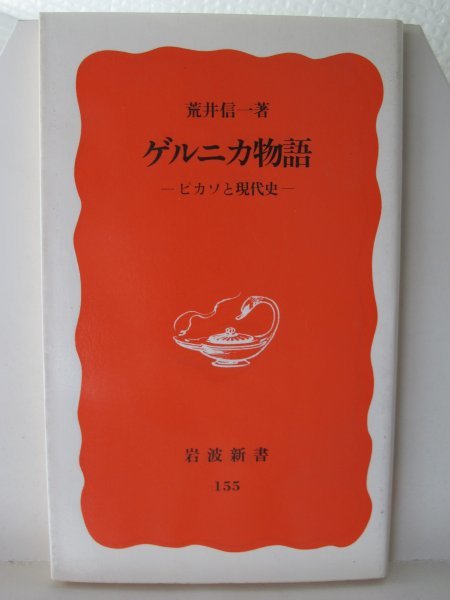 荒井信一著
ゲルニカ物語
―ピカソと現代史―
岩波新書
155